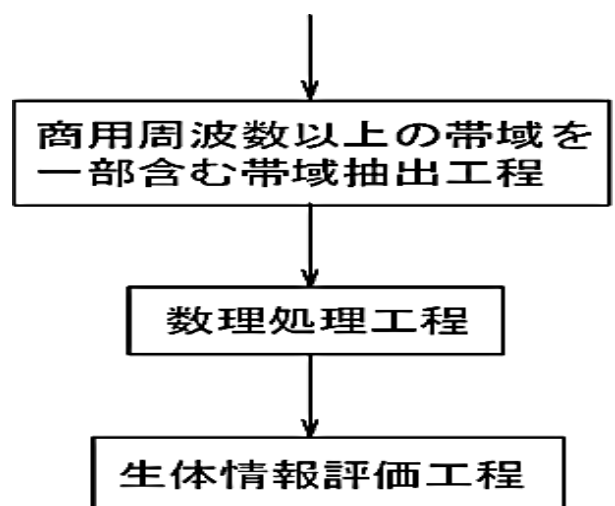 商用周波数以上の帯域を
一部含む帯域抽出工程
数理処理工程
生体情報評価工程